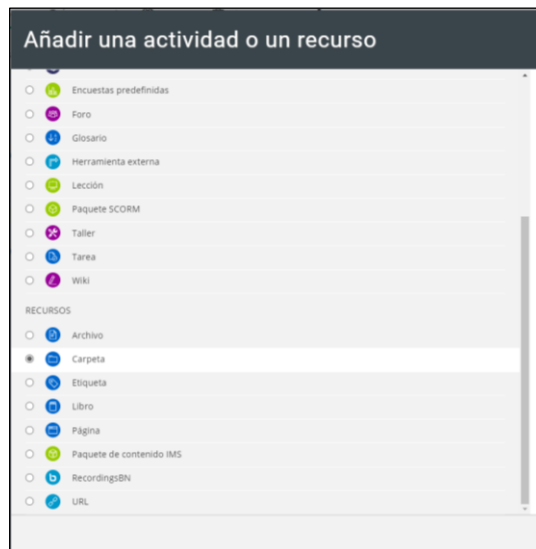 Añadir una actividad o un recurso
Encuestas predefinidas
Foro
Glosario
Herramienta externa
Lección
Paquete SCORM
Taller
Tarea
Wiki
RECURSOS
Archivo
Carpeta
Etiqueta
Libro
Página
Paquete de contenido IMS
RecordingsBN
URL